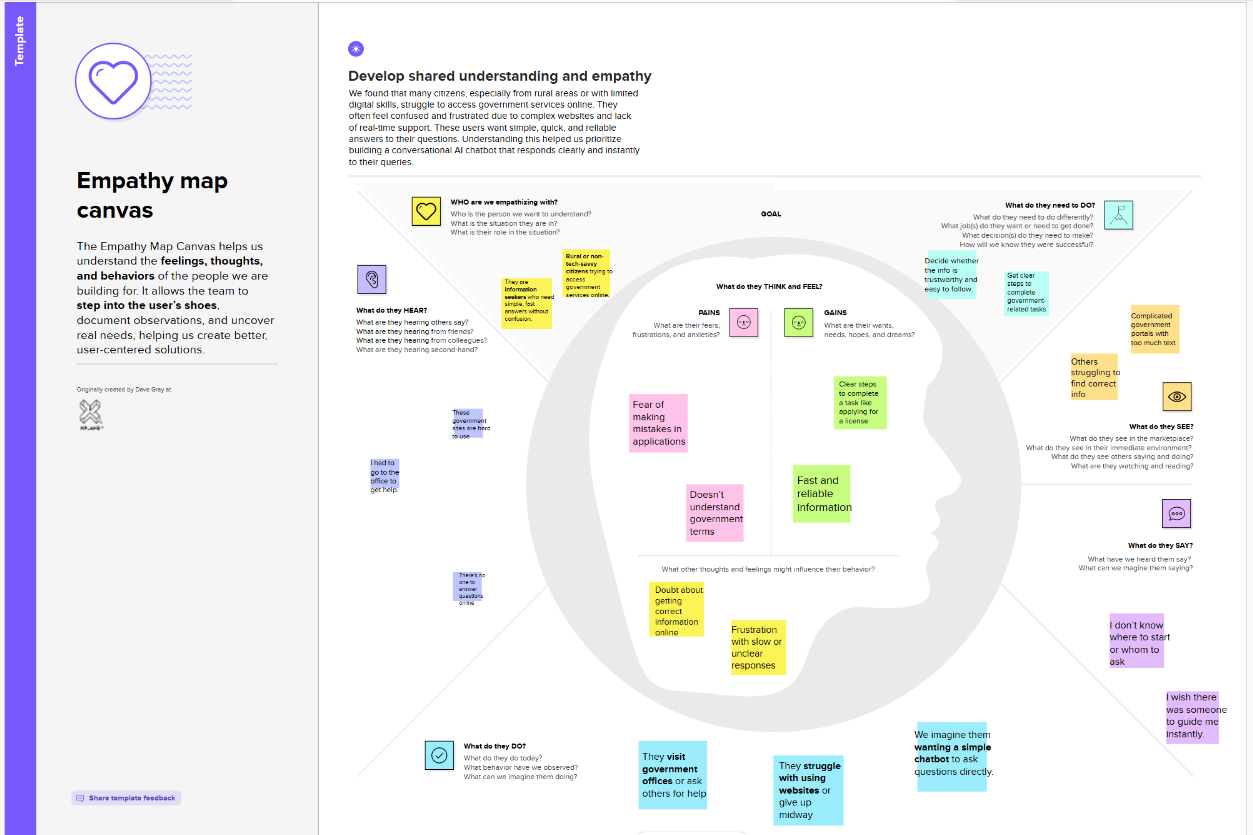 Template
Empathy map
canvas
The Empathy Map Canvas helps us
understand the feelings, thoughts,
and behaviors of the people we are
building for. It allows the team to
step into the user's shoes,
document observations, and uncover
real needs, helping us create better,
user-centered solutions.
Originally created by Dave Gray at
XPLANE
Share template feedback
Develop shared understanding and empathy
We found that many citizens, especially from rural areas or with limited
digital skills, struggle to access government services online. They
often feel confused and frustrated due to complex websites and lack
of real-time support. These users want simple, quick, and reliable
answers to their questions. Understanding this helped us prioritize
building a conversational AI chatbot that responds clearly and instantly
to their queries.
WHO are we empathizing with?
Who is the person we want to understand?
What is the situation they are in?
What is their role in the situation?
They are
information
seekers who need
simple, fast
answers without
confusion.
Rural or non-
tech-savvy
citizens trying to
access
government
services online.
GOAL
What do they need to DO?
What do they need to do differently?
What job(s) do they want or need to get done?
What decision(s) do they need to make?
How will we know they were successful?
Decide whether
the info is
trustworthy and
easy to follow.
Get clear
steps to
complete
government-
related tasks
What do they HEAR?
What are they hearing others say?
What are they hearing from friends?
What are they hearing from colleagues?
What are they hearing second-hand?
These
government
sites are hard
to use
I had to
go to the
office to
get help.
There's no
one to
answer
questions
online
What do they THINK and FEEL?
PAINS
What are their fears,
frustrations, and anxieties?
GAINS
What are their wants,
needs, hopes, and dreams?
Fear of
making
mistakes in
applications
Doesn't
understand
government
terms
Clear steps
to complete
a task like
applying for
a license
Fast and
reliable
information
What other thoughts and feelings might influence their behavior?
Doubt about
getting
correct
information
online
Frustration
with slow or
unclear
responses
Complicated
government
portals with
too much text
Others
struggling to
find correct
info
What do they SEE?
What do they see in the marketplace?
What do they see in their immediate environment?
What do they see others saying and doing?
What are they watching and reading?
What do they SAY?
What have we heard them say?
What can we magine them saying?
I don't know
where to start
or whom to
ask
I wish there
was someone
to guide me
instantly.
What do they DO?
What do they do today?
What behavior have we observed?
What can we imagine them doing?
They visit
government
offices or ask
others for help
They struggle
with using
websites or
give up
midway
We imagine them
wanting a simple
chatbot to ask
questions directly.